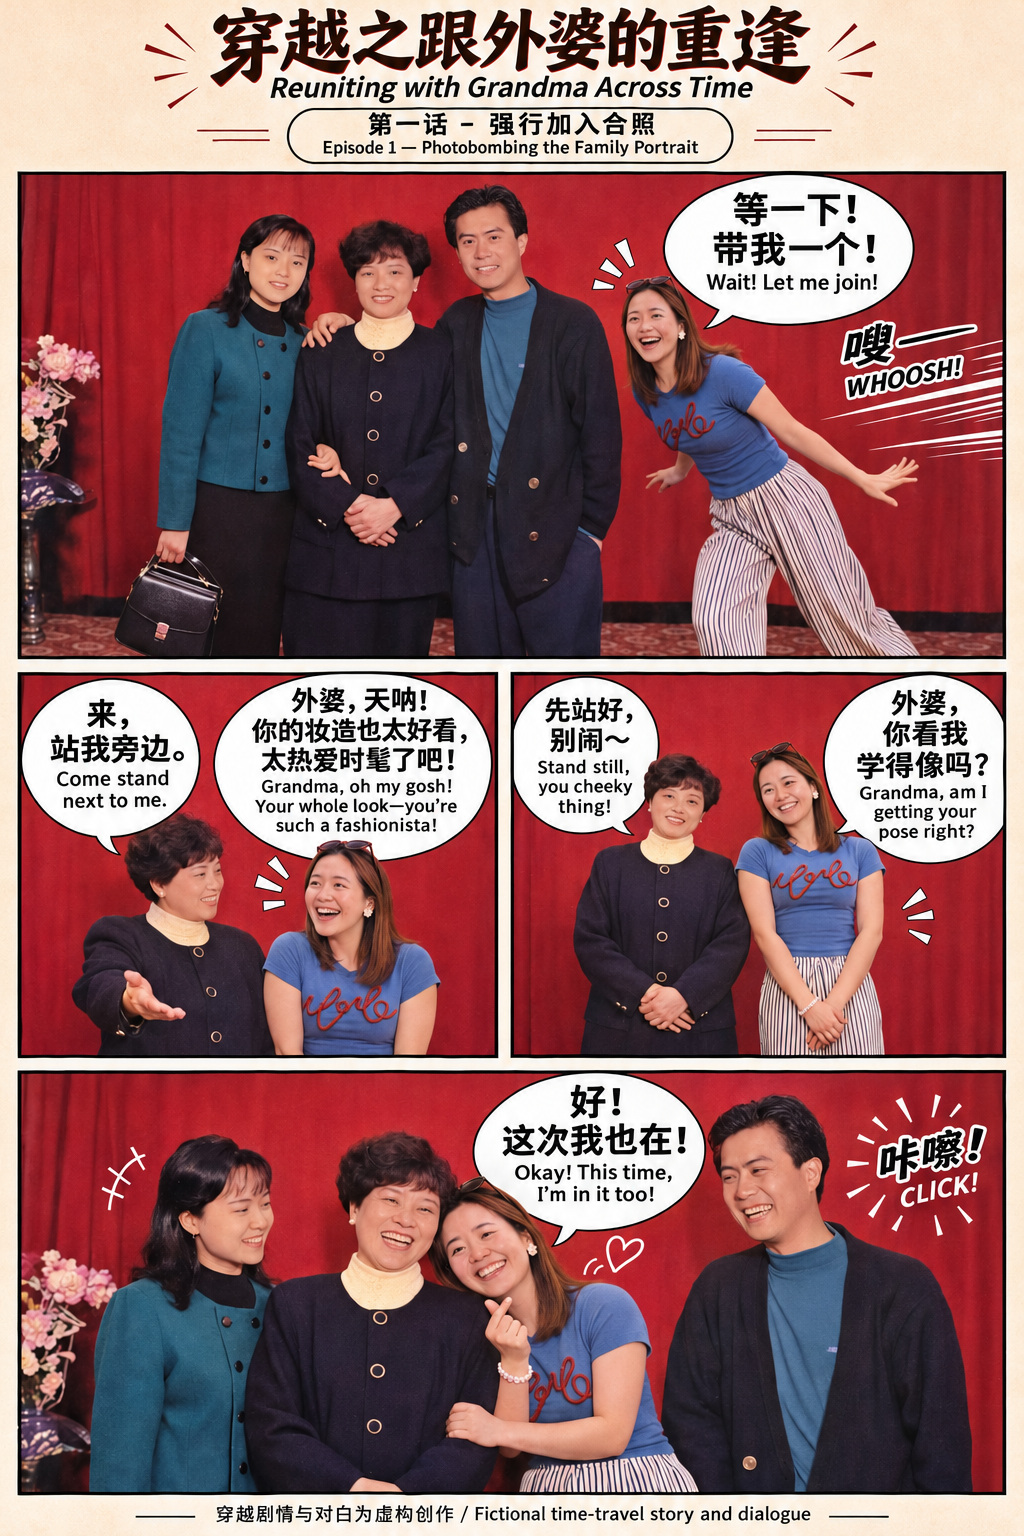 穿越之跟外婆的重逢
Reuniting with Grandma Across Time
第一话 – 强行加入合照
Episode 1 — Photobombing the Family Portrait
等一下！
带我一个！
Wait! Let me join!
嗖—
WHOOSH!
来，
站我旁边。
Come stand
next to me.
外婆，天呐！
你的妆造也太好看，
太热爱时髦了吧！
Grandma, oh my gosh!
Your whole look—you're
such a fashionista!
先站好，
别闹～
Stand still,
you cheeky
thing!
外婆，
你看我
学得像吗？
Grandma, am I
getting your
pose right?
好！
这次我也在！
Okay! This time,
I'm in it too!
咔嚓！
CLICK!
穿越剧情与对白为虚构创作 / Fictional time-travel story and dialogue